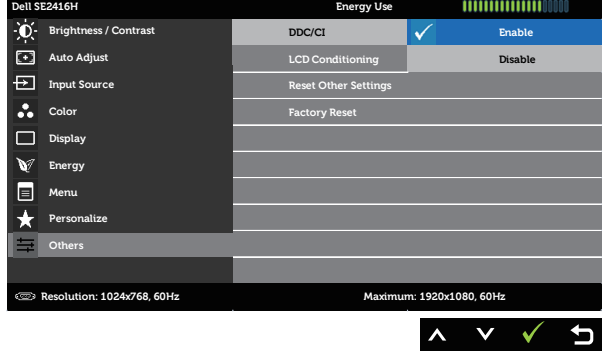 Dell SE2416H Energy Use
Brightness / Contrast DDC/CI Enable
Auto Adjust LCD Conditioning Disable
Input Source Reset Other Settings
Color Factory Reset
Display
Energy
Menu
Personalize
Others
Resolution: 1024x768, 60Hz Maximum: 1920x1080, 60Hz